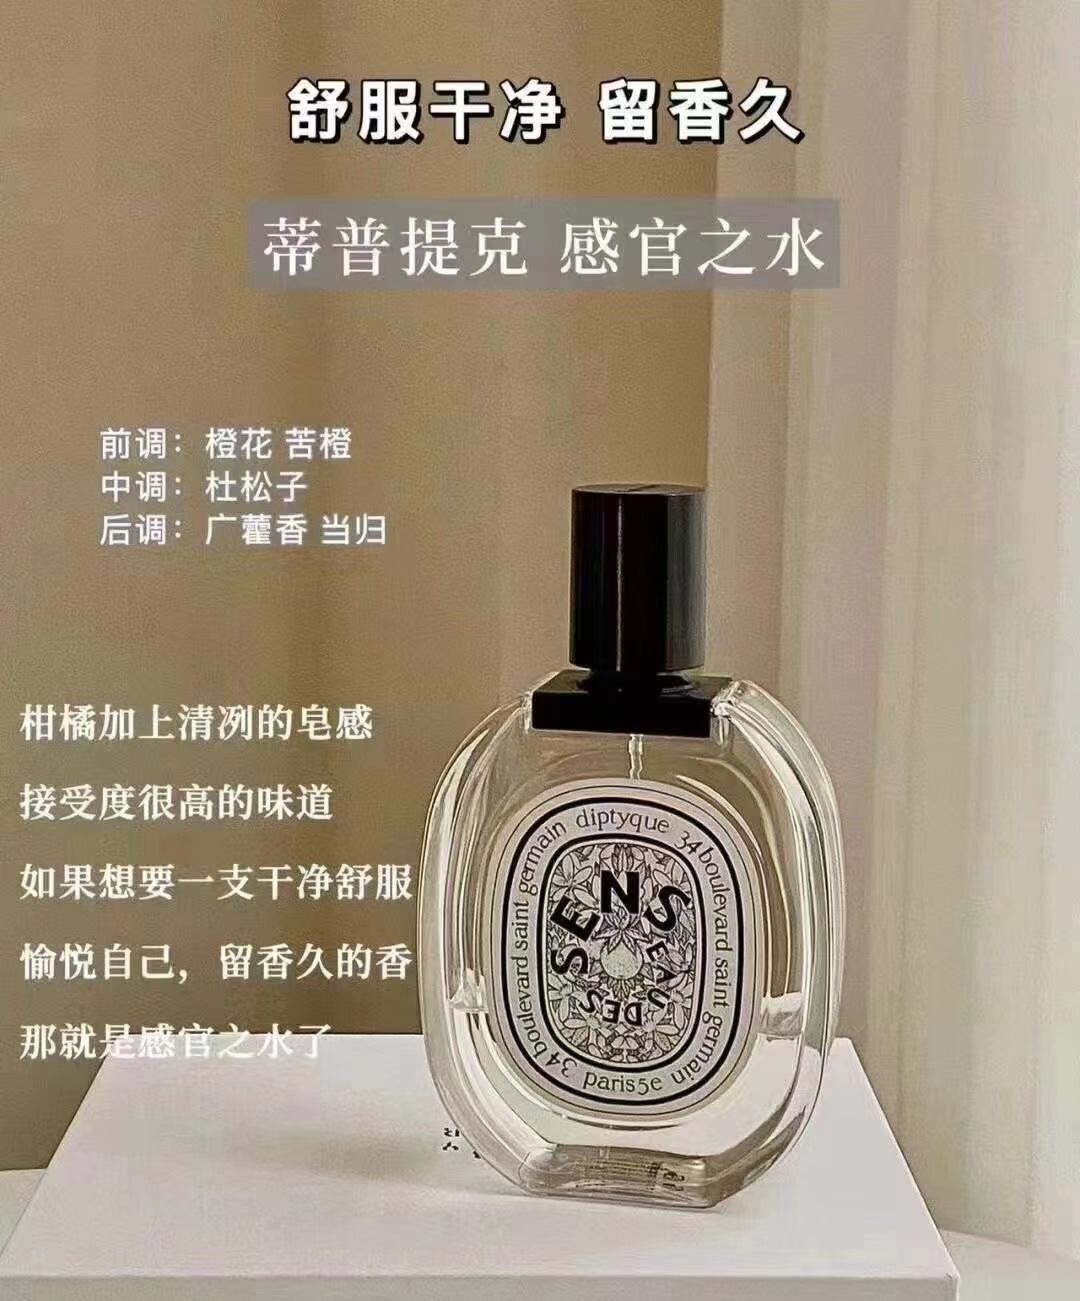 舒服干净 留香久
蒂普提克 感官之水
前调：橙花 苦橙
中调：杜松子
后调：广藿香 当归
柑橘加上清冽的皂感
接受度很高的味道
如果想要一支干净舒服
愉悦自己，留香久的香
那就是感官之水了
diptyque 34 boulevard saint germain paris5e 34 boulevard saint germain
EAU DES SENS